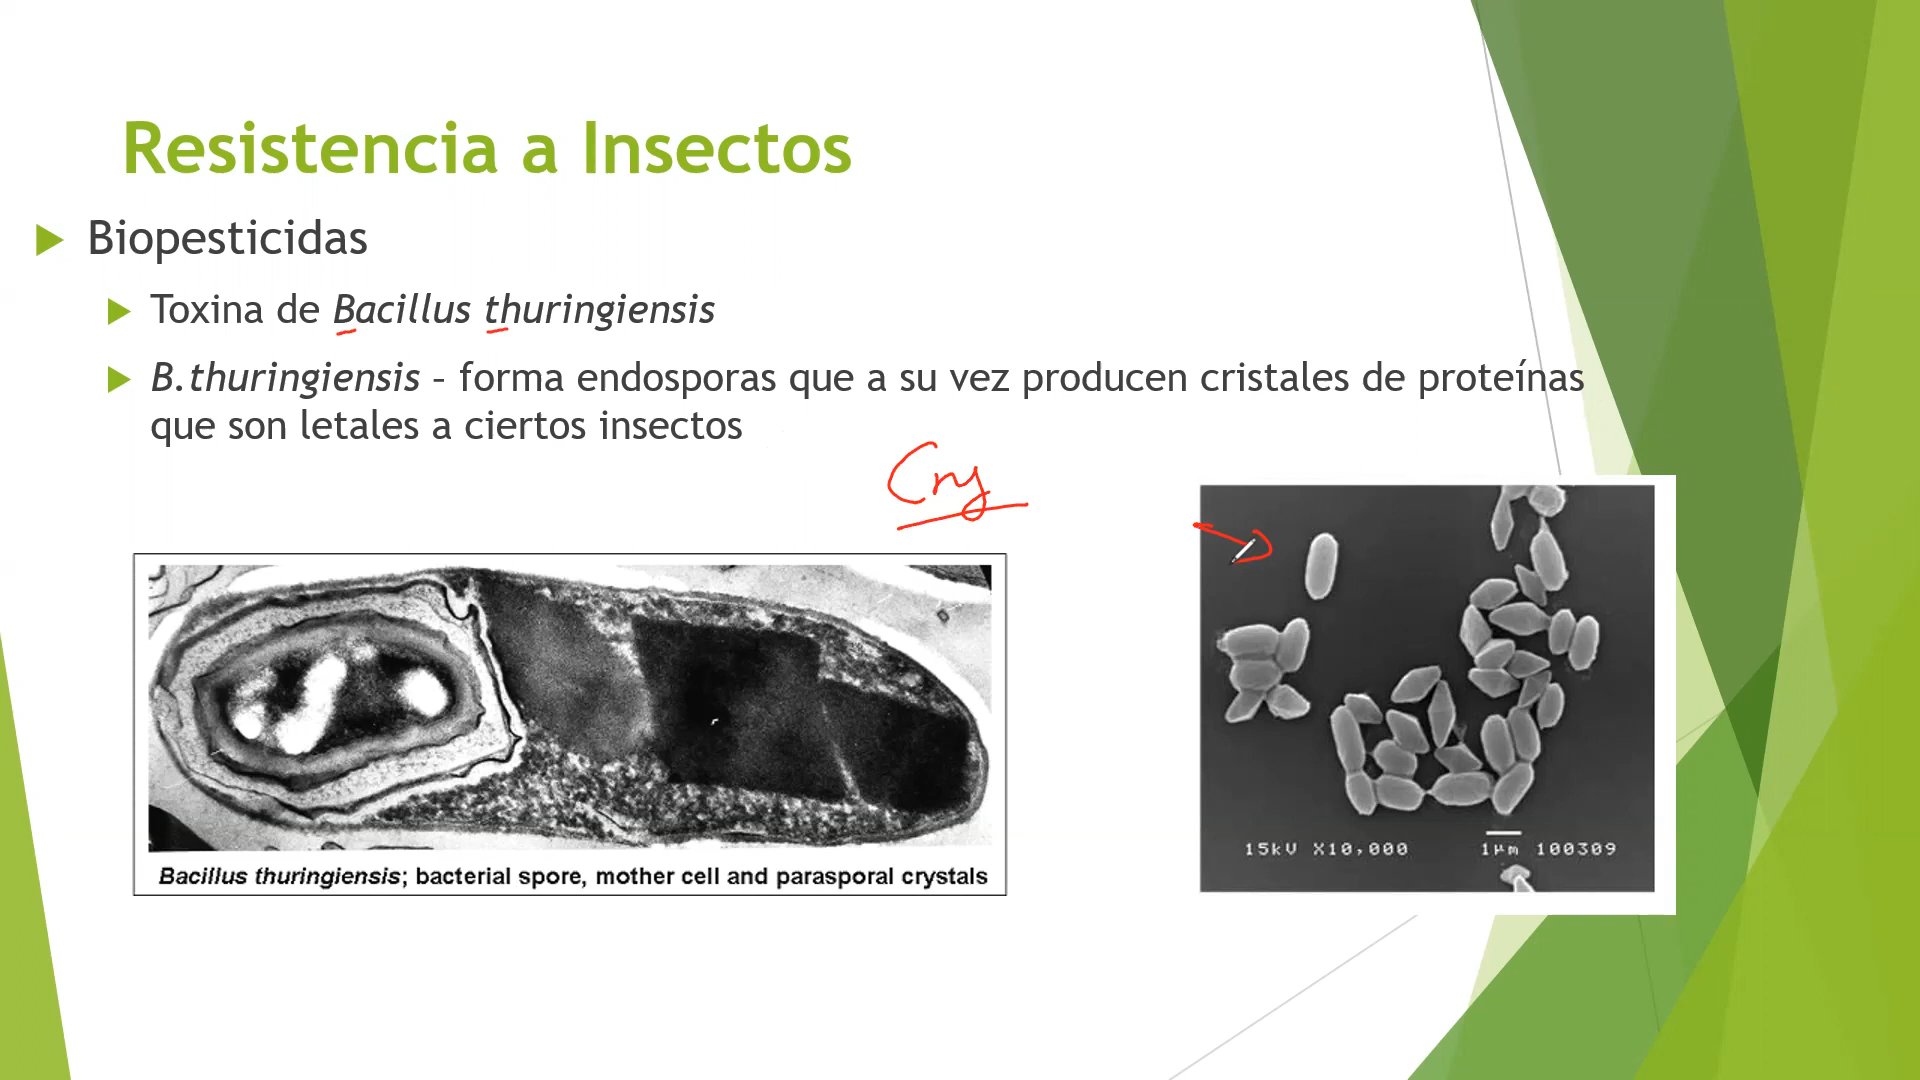 Resistencia a Insectos
Biopesticidas
Toxina de Bacillus thuringiensis
B.thuringiensis – forma endosporas que a su vez producen cristales de proteínas
que son letales a ciertos insectos
Cry
Bacillus thuringiensis; bacterial spore, mother cell and parasporal crystals
15kV X10,000 1μm 100309